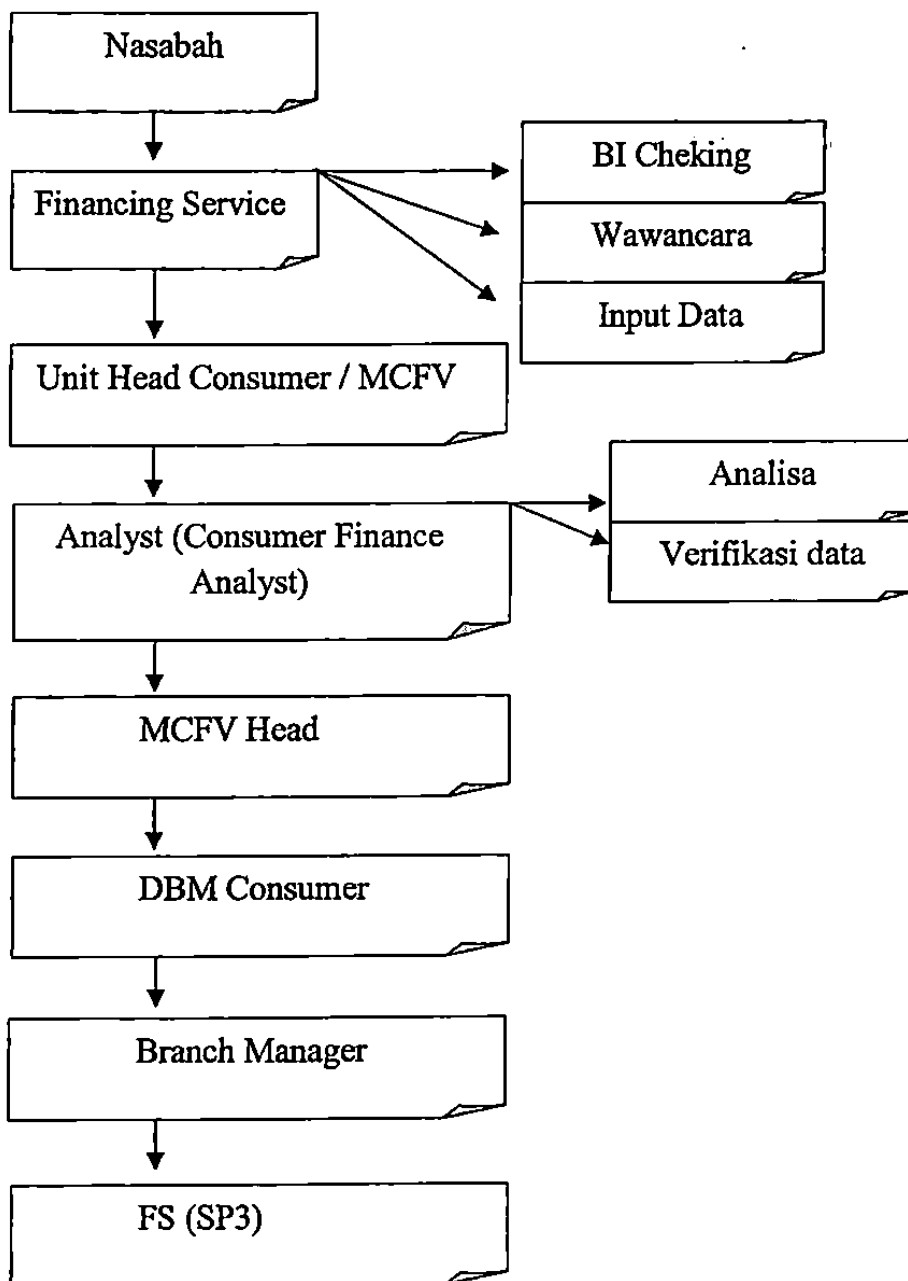 Nasabah
Financing Service
BI Cheking
Wawancara
Input Data
Unit Head Consumer / MCFV
Analyst (Consumer Finance
Analyst)
Analisa
Verifikasi data
MCFV Head
DBM Consumer
Branch Manager
FS (SP3)